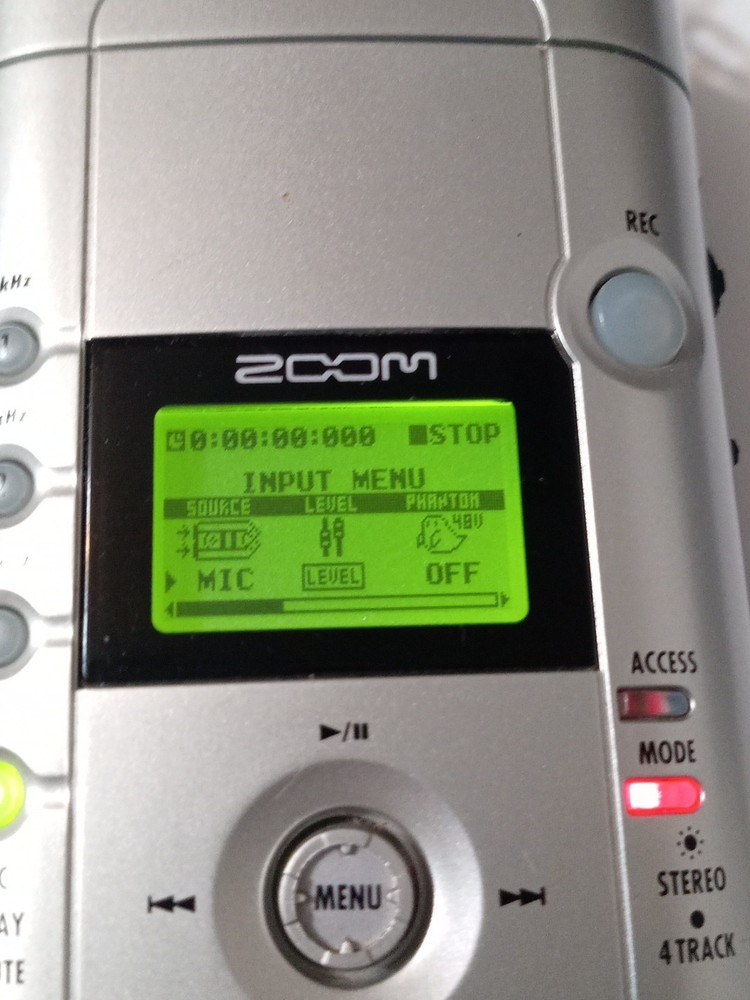 REC
kHz
ZOOM
0:00:00:000 STOP
INPUT MENU
SOURCE LEVEL PHANTOM
48V
MIC LEVEL OFF
ACCESS
MODE
MENU
STEREO
4TRACK